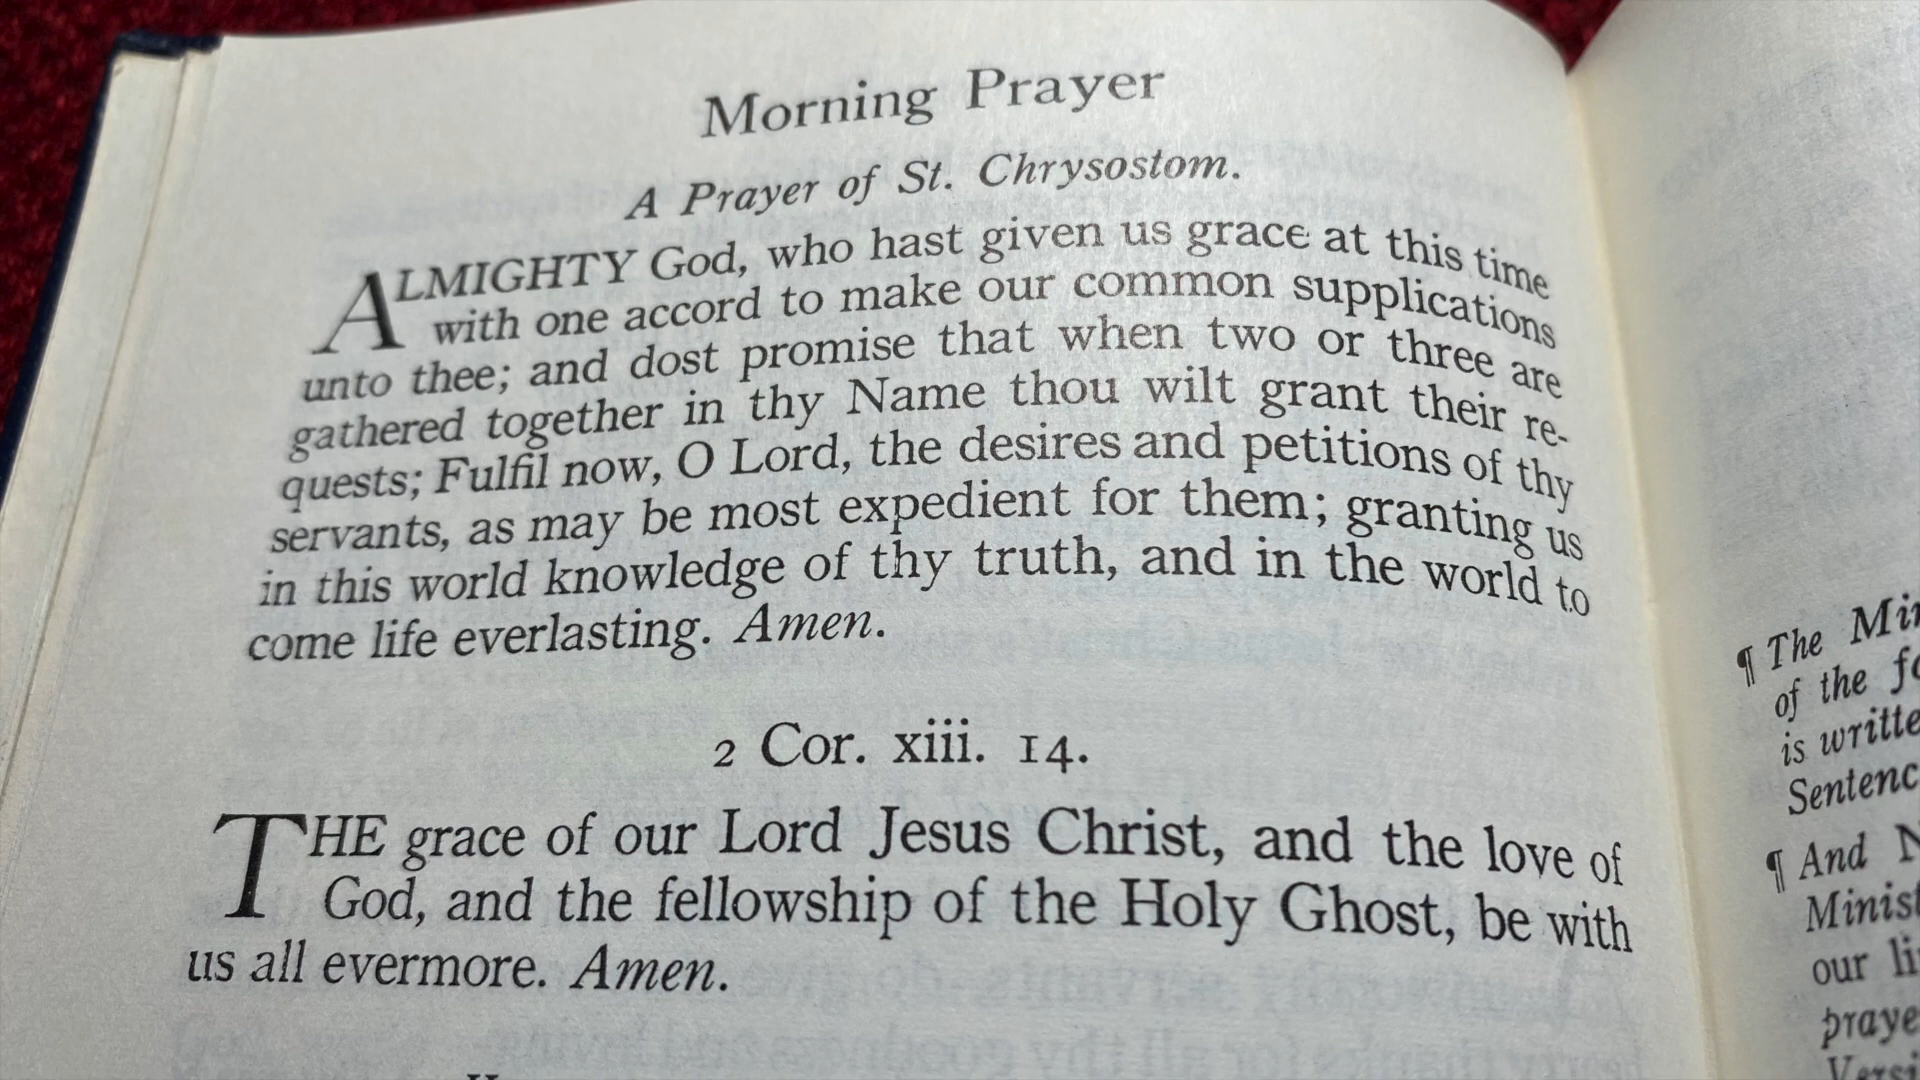 Morning Prayer
A Prayer of St. Chrysostom.
ALMIGHTY God, who hast given us grace at this time
with one accord to make our common supplications
unto thee; and dost promise that when two or three are
gathered together in thy Name thou wilt grant their re-
quests; Fulfil now, O Lord, the desires and petitions of thy
servants, as may be most expedient for them; granting us
in this world knowledge of thy truth, and in the world to
come life everlasting. Amen.
2 Cor. xiii. 14.
THE grace of our Lord Jesus Christ, and the love of
God, and the fellowship of the Holy Ghost, be with
us all evermore. Amen.
¶ The
of the
is
¶ And
our